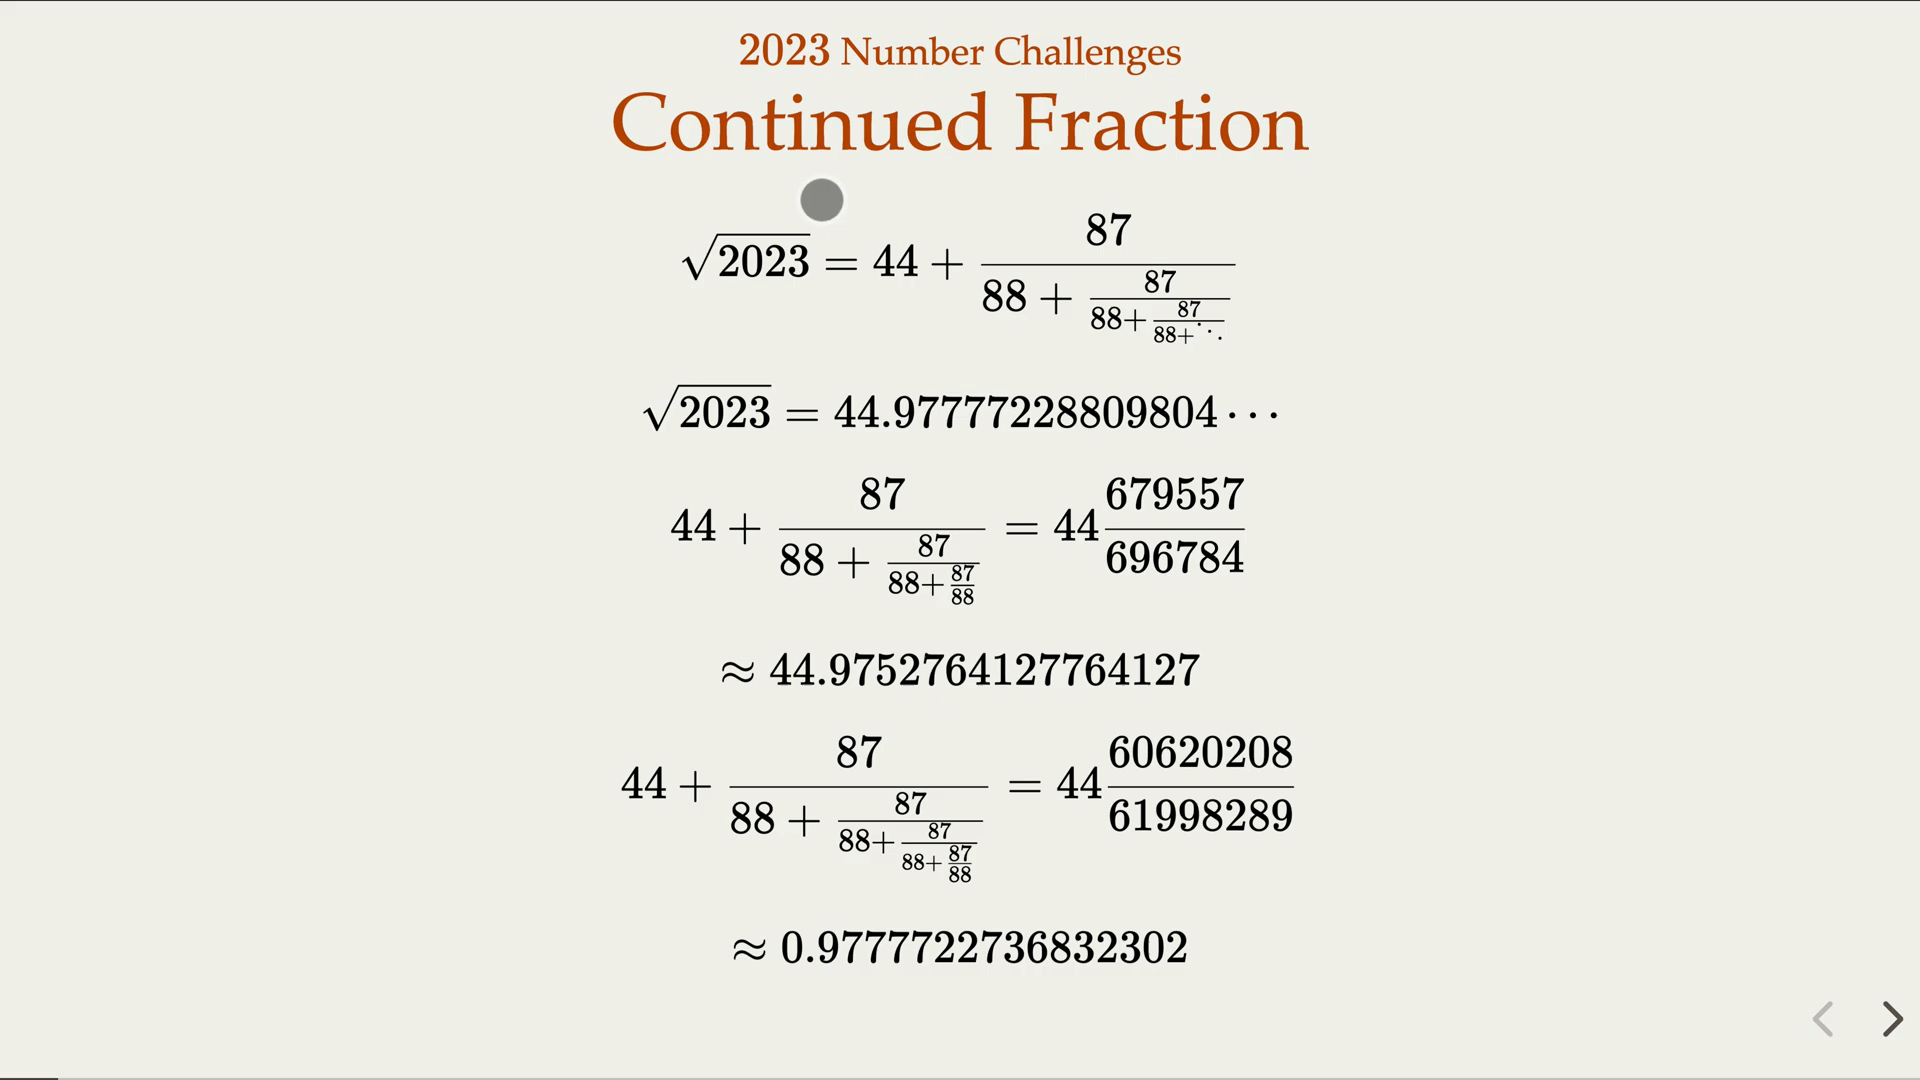 2023 Number Challenges
Continued Fraction
√2023 = 44 + 87/(88 + 87/(88+87/(88+⋱)))
√2023 = 44.97777228809804···
44 + 87/(88 + 87/(88+87/88)) = 44 679557/696784
≈ 44.9752764127764127
44 + 87/(88 + 87/(88+87/(88+87/88))) = 44 60620208/61998289
≈ 0.9777722736832302